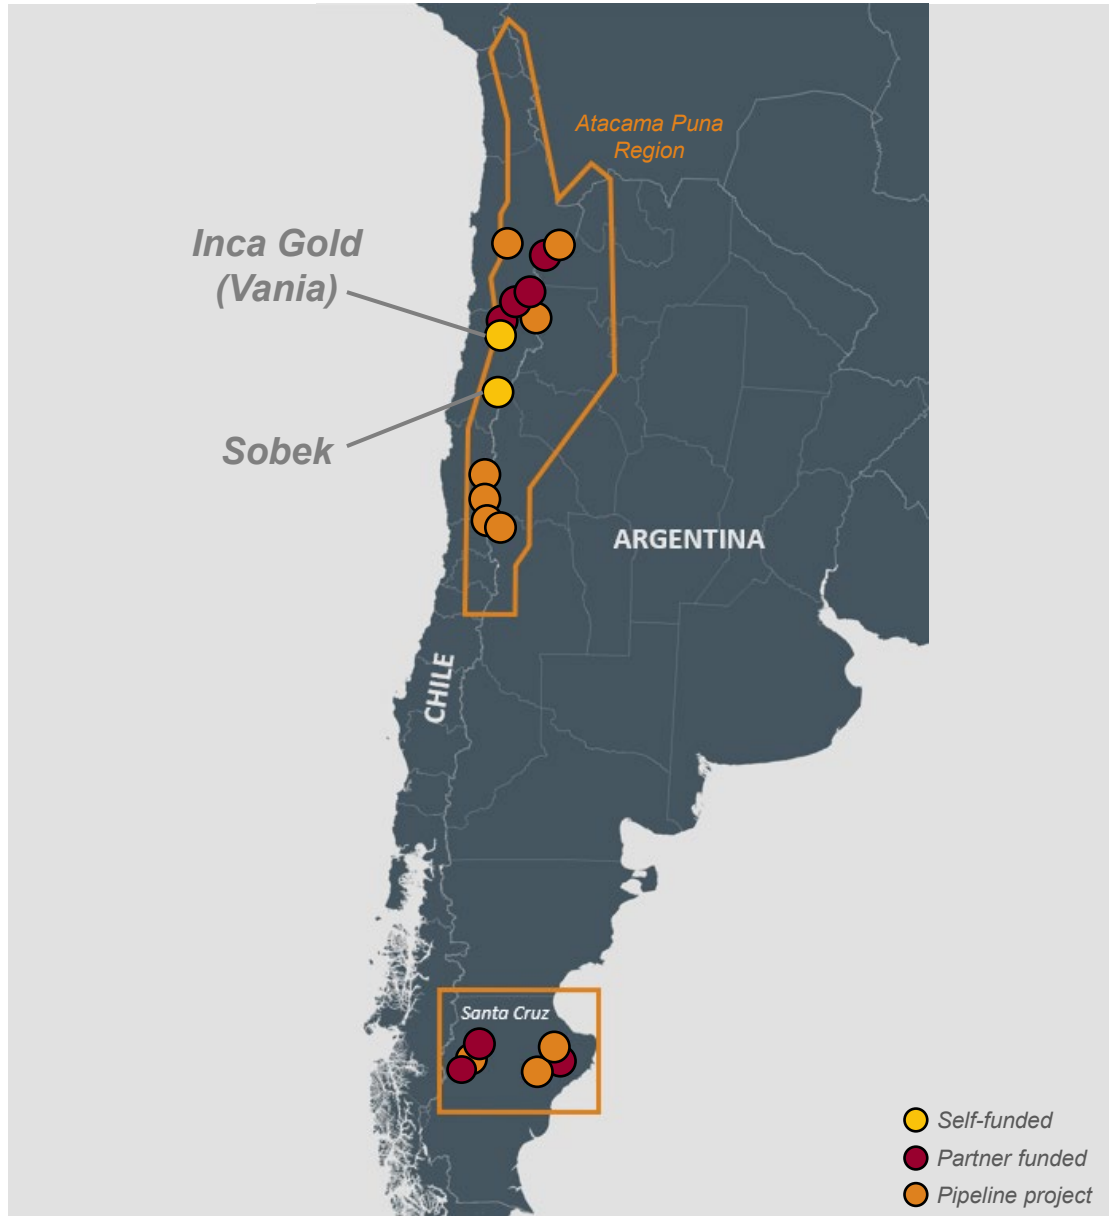 Atacama Puna
Region
Inca Gold
(Vania)
Sobek
ARGENTINA
CHILE
Santa Cruz
Self-funded
Partner funded
Pipeline project